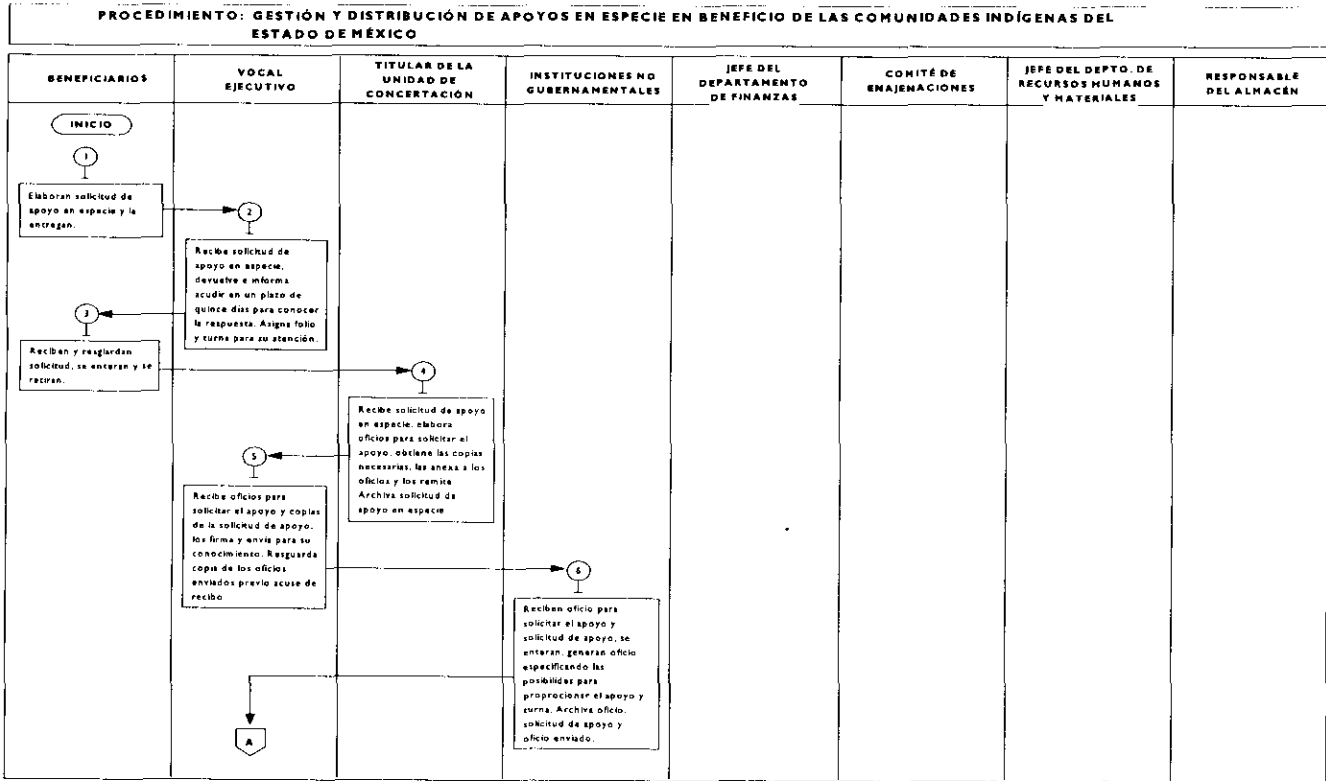 PROCEDIMIENTO: GESTIÓN Y DISTRIBUCIÓN DE APOYOS EN ESPECIE EN BENEFICIO DE LAS COMUNIDADES INDÍGENAS DEL
ESTADO DE MÉXICO
BENEFICIARIOS
VOCAL
EJECUTIVO
TITULAR DE LA
UNIDAD DE
CONCERTACIÓN
INSTITUCIONES NO
GUBERNAMENTALES
JEFE DEL
DEPARTAMENTO
DE FINANZAS
COMITÉ DE
ENAJENACIONES
JEFE DEL DEPTO. DE
RECURSOS HUMANOS
Y MATERIALES
RESPONSABLE
DEL ALMACÉN
INICIO
1
Elaboran solicitud de
apoyo en especie y la
entregan.
2
Recibe solicitud de
apoyo en especie,
devuelve e informa
acudir en un plazo de
quince días para conocer
la respuesta. Asigna folio
y turna para su atención.
3
Reciben y resguardan
solicitud, se enteran y se
retiran.
4
Recibe solicitud de apoyo
en especie, elabora
oficios para solicitar el
apoyo, obtiene las copias
necesarias, las anexa a los
oficios y los remite
Archiva solicitud de
apoyo en especie
5
Recibe oficios para
solicitar el apoyo y copias
de la solicitud de apoyo,
los firma y envía para su
conocimiento. Resguarda
copia de los oficios
enviados previo acuse de
recibo
6
Reciben oficio para
solicitar el apoyo y
solicitud de apoyo, se
enteran, generan oficio
especificando las
posibilidas para
proprocionar el apoyo y
turna. Archiva oficio,
solicitud de apoyo y
oficio enviado.
A